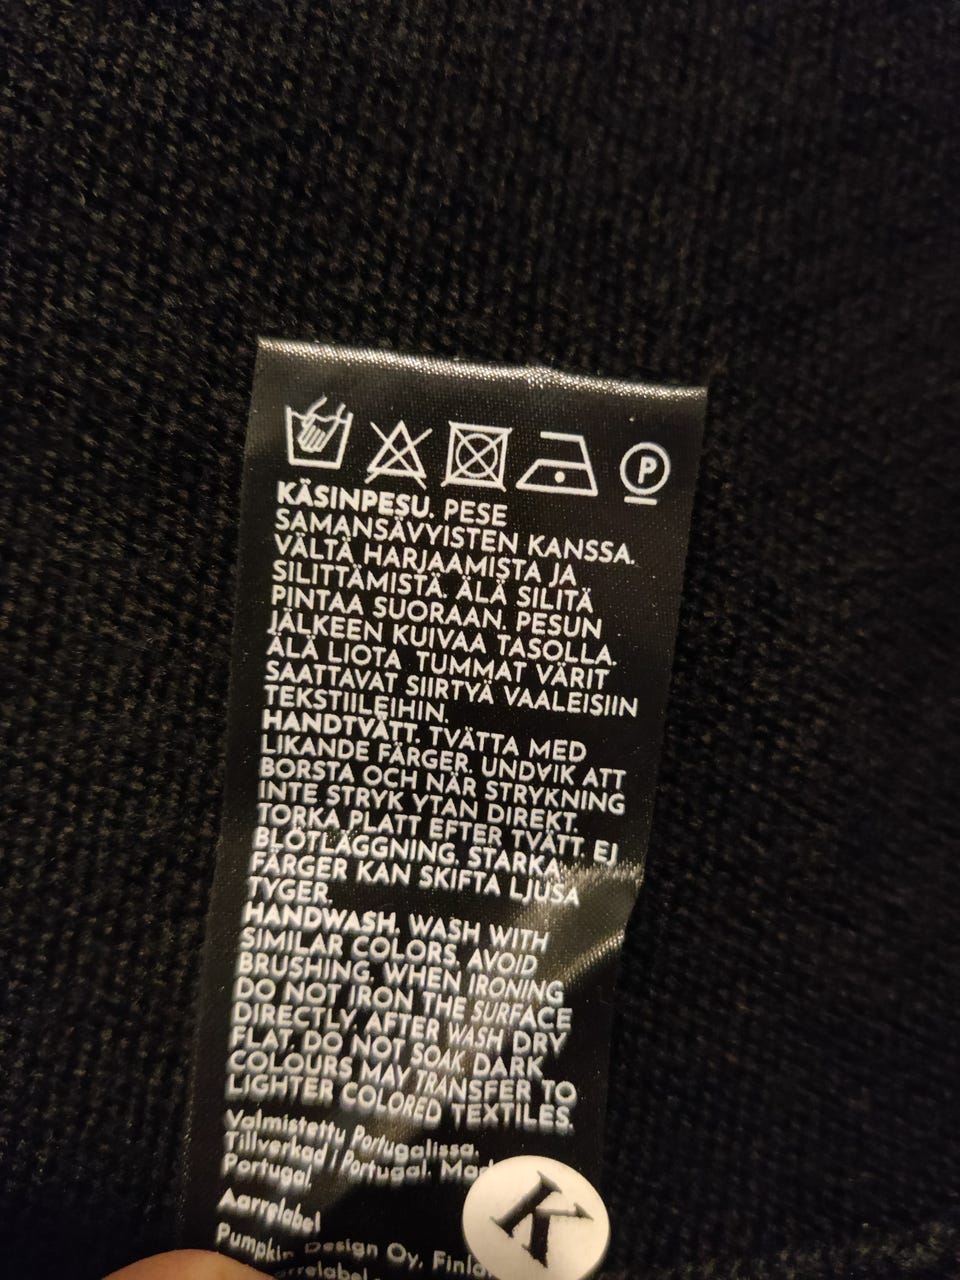 P
KÄSINPESU. PESE
SAMANSÄVYISTEN KANSSA.
VÄLTÄ HARJAAMISTA JA
SILITTÄMISTÄ. ÄLÄ SILITÄ
PINTAA SUORAAN. PESUN
JÄLKEEN KUIVAA TASOLLA.
ÄLÄ LIOTA TUMMAT VÄRIT
SAATTAVAT SIIRTYÄ VAALEISIIN
TEKSTIILEIHIN.
HANDTVÄTT. TVÄTTA MED
LIKANDE FÄRGER. UNDVIK ATT
BORSTA OCH NÄR STRYKNING
INTE STRYK YTAN DIREKT.
TORKA PLATT EFTER TVÄTT. EJ
BLÖTLÄGGNING. STARKA
FÄRGER KAN SKIFTA LJUSA
TYGER.
HANDWASH. WASH WITH
SIMILAR COLORS. AVOID
BRUSHING. WHEN IRONING
DO NOT IRON THE SURFACE
DIRECTLY. AFTER WASH DRY
FLAT. DO NOT SOAK. DARK
COLOURS MAY TRANSFER TO
LIGHTER COLORED TEXTILES.
Valmistettu Portugalissa.
Tillverkad i Portugal.
Portugal.
Aarrelabel
Pumpkin Design Oy,
K